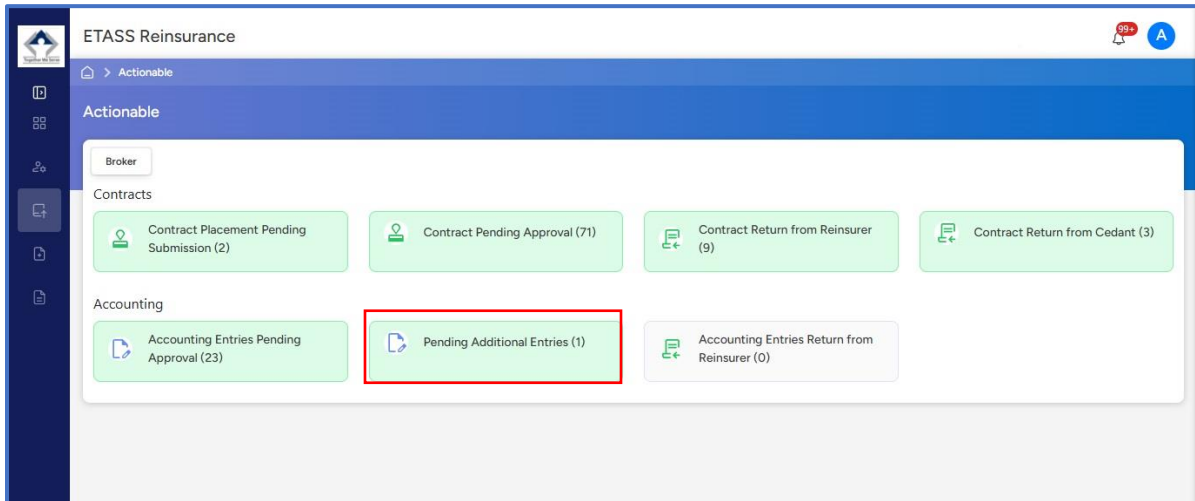 ETASS Reinsurance
99+
A
> Actionable
Actionable
Broker
Contracts
Contract Placement Pending
Submission (2)
Contract Pending Approval (71)
Contract Return from Reinsurer
(9)
Contract Return from Cedant (3)
Accounting
Accounting Entries Pending
Approval (23)
Pending Additional Entries (1)
Accounting Entries Return from
Reinsurer (0)